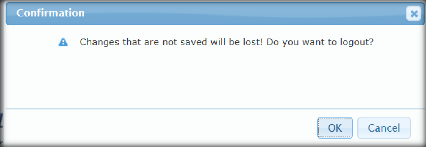 Confirmation
Changes that are not saved will be lost! Do you want to logout?
OK Cancel